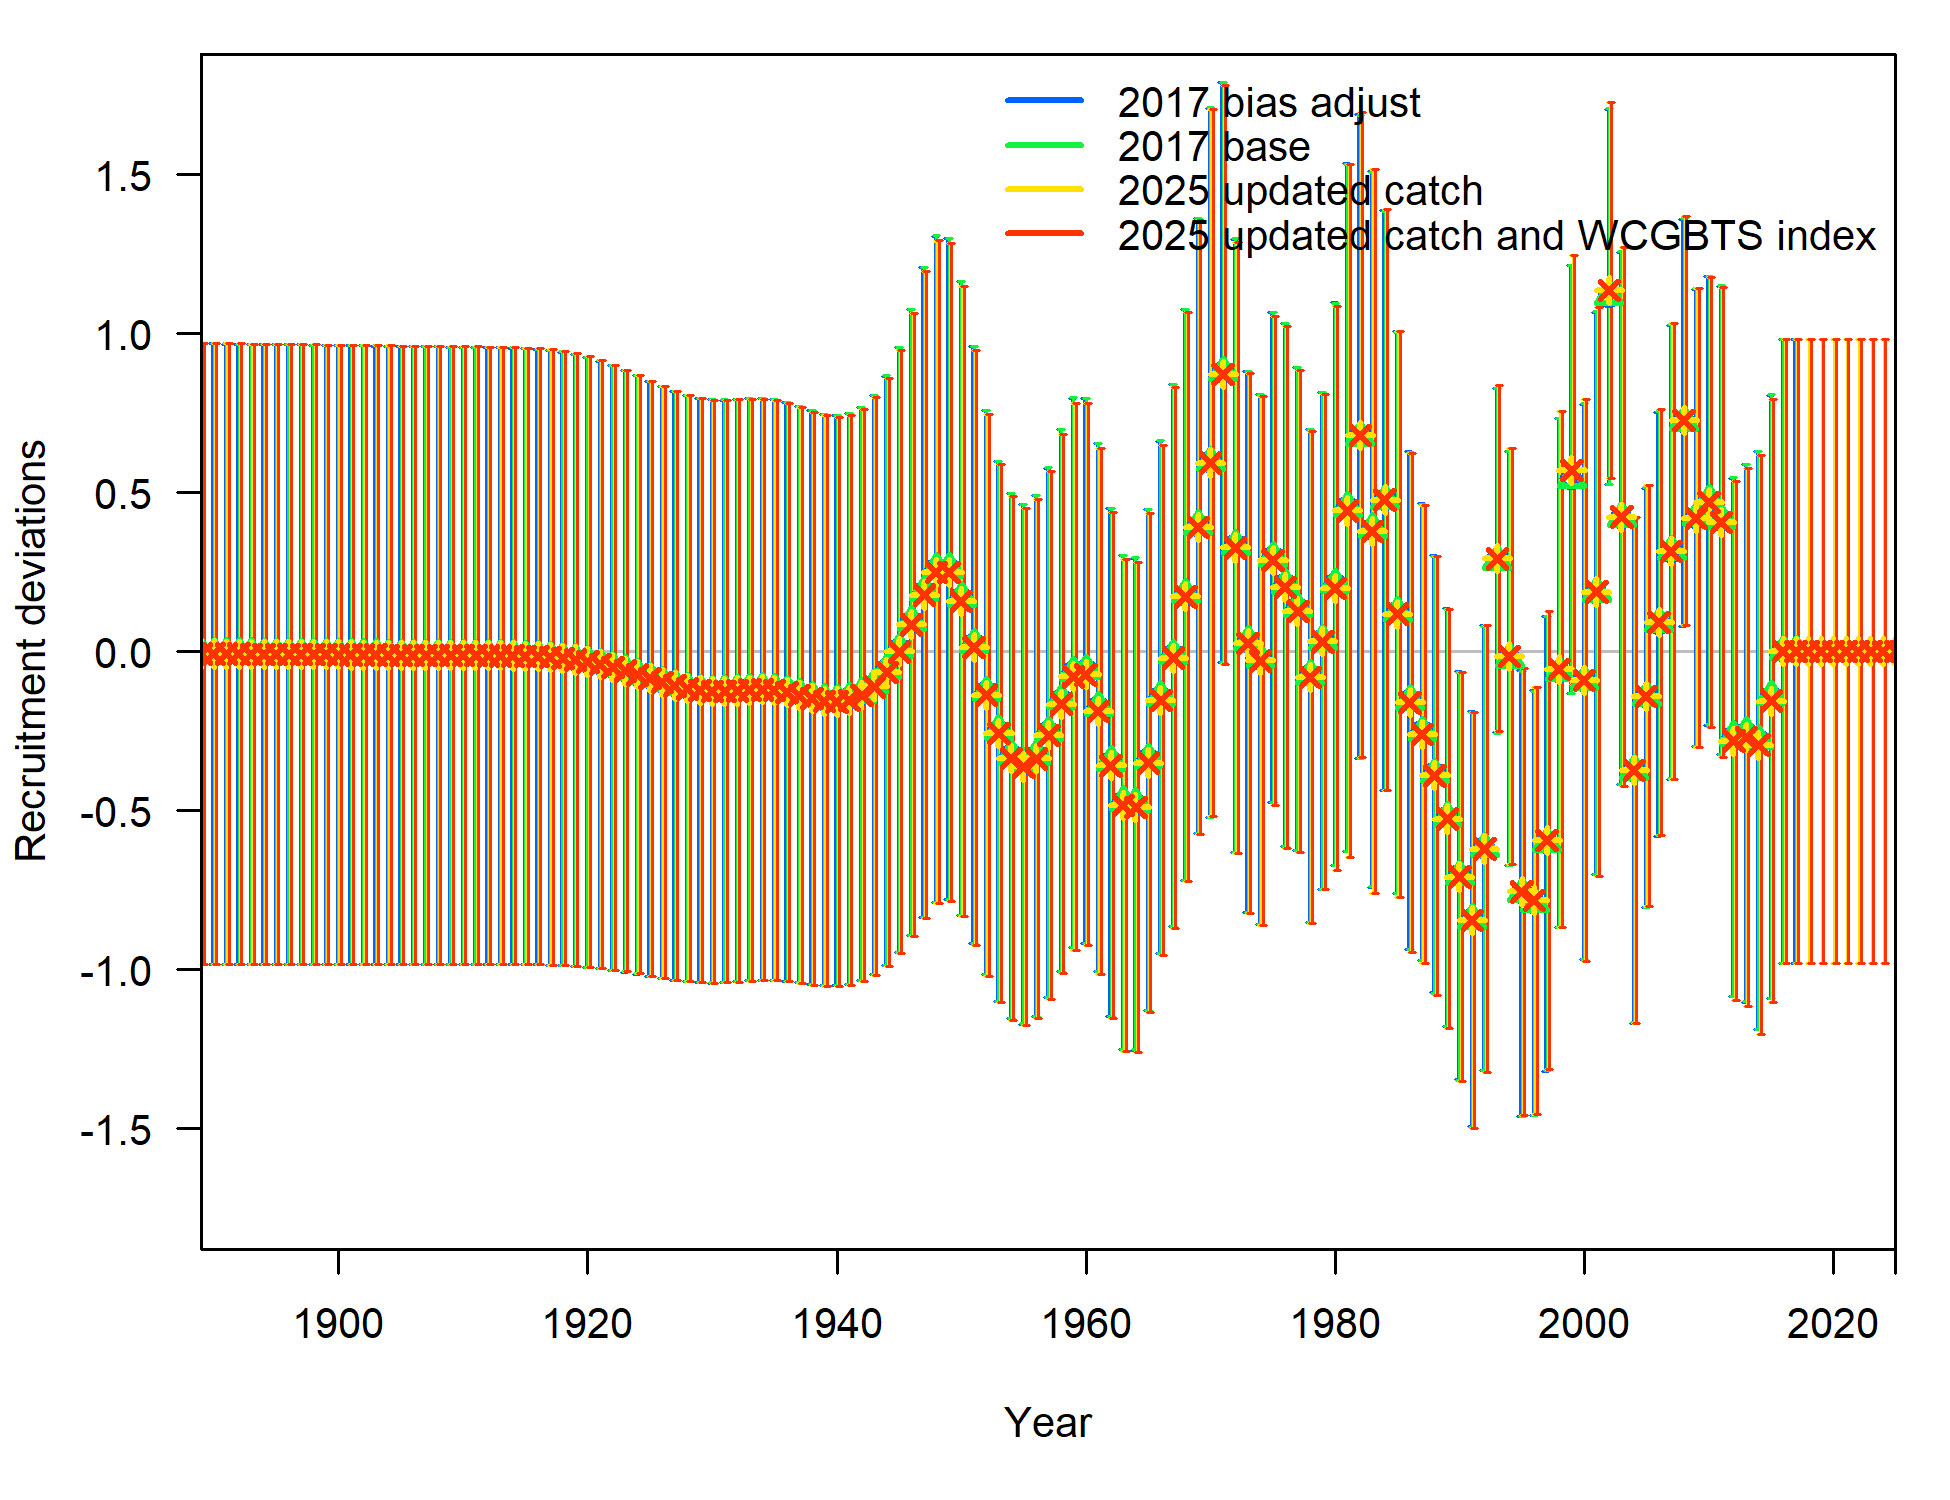 2017 bias adjust
2017 base
2025 updated catch
2025 updated catch and WCGBTS index
Recruitment deviations
1.5
1.0
0.5
0.0
-0.5
-1.0
-1.5
1900 1920 1940 1960 1980 2000 2020
Year